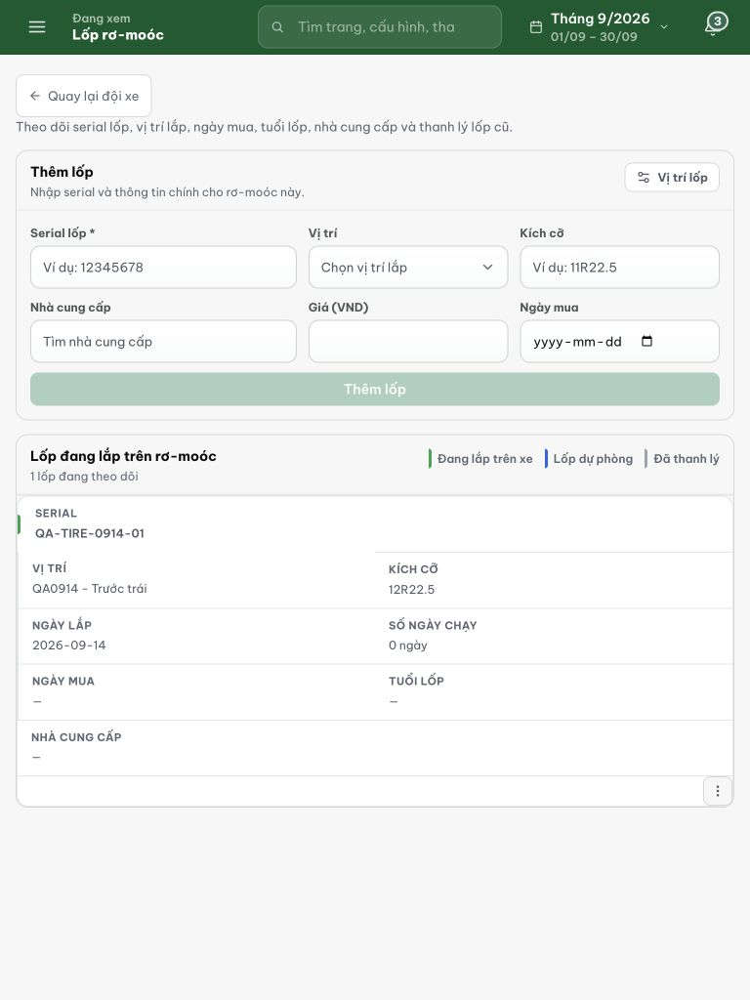 Đang xem
Lốp rơ-moóc
Tìm trang, cấu hình, tha
Tháng 9/2026
01/09 – 30/09
3
Quay lại đội xe
Theo dõi serial lốp, vị trí lắp, ngày mua, tuổi lốp, nhà cung cấp và thanh lý lốp cũ.
Thêm lốp
Nhập serial và thông tin chính cho rơ-moóc này.
Vị trí lốp
Serial lốp *
Vị trí
Kích cỡ
Ví dụ: 12345678
Chọn vị trí lắp
Ví dụ: 11R22.5
Nhà cung cấp
Giá (VND)
Ngày mua
Tìm nhà cung cấp
yyyy-mm-dd
Thêm lốp
Lốp đang lắp trên rơ-moóc
1 lốp đang theo dõi
Đang lắp trên xe
Lốp dự phòng
Đã thanh lý
SERIAL
QA-TIRE-0914-01
VỊ TRÍ
QA0914 - Trước trái
KÍCH CỠ
12R22.5
NGÀY LẮP
2026-09-14
SỐ NGÀY CHẠY
0 ngày
NGÀY MUA
—
TUỔI LỐP
—
NHÀ CUNG CẤP
—